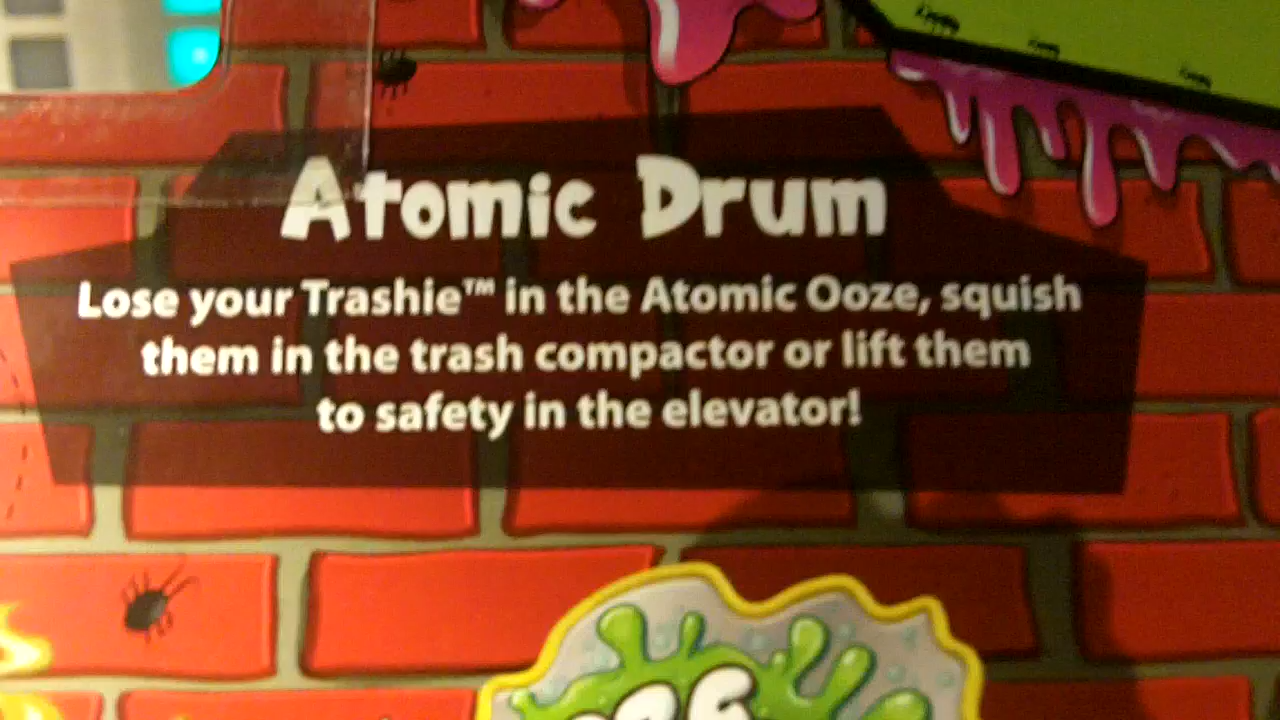 Atomic Drum
Lose your Trashie™ in the Atomic Ooze, squish
them in the trash compactor or lift them
to safety in the elevator!